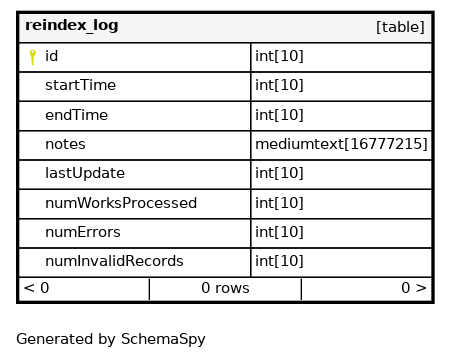 reindex_log [table]
id int[10]
startTime int[10]
endTime int[10]
notes mediumtext[16777215]
lastUpdate int[10]
numWorksProcessed int[10]
numErrors int[10]
numInvalidRecords int[10]
< 0 0 rows 0 >
Generated by SchemaSpy